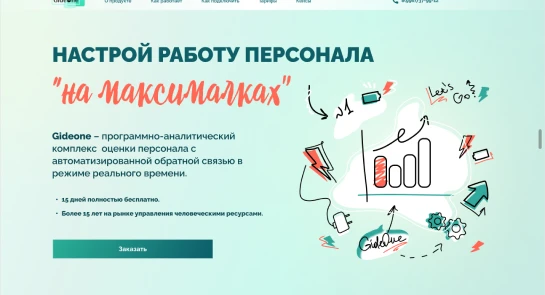 Gideone
О продукте
Как работает
Как подключить
Тарифы
НАСТРОЙ РАБОТУ ПЕРСОНАЛА
"на максималках"
Gideone – программно-аналитический
комплекс оценки персонала с
автоматизированной обратной связью в
режиме реального времени.
• 15 дней полностью бесплатно.
• Более 15 лет на рынке управления человеческими ресурсами.
Заказать
№1
Let's
Go!
GideOne